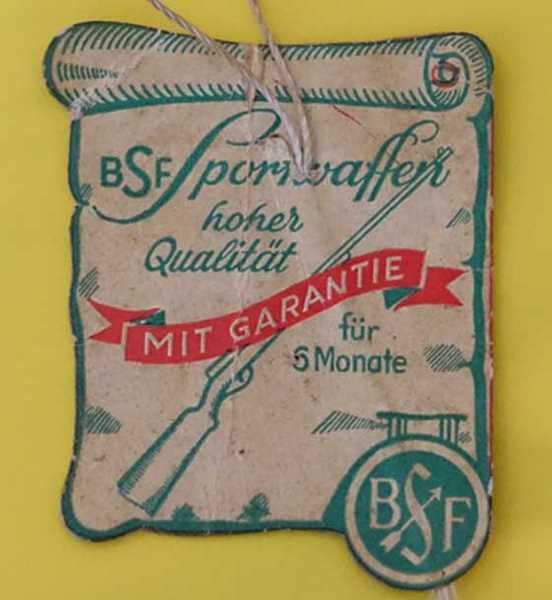 BSF Sportwaffen
hoher
Qualität
MIT GARANTIE
für
6 Monate
BSF